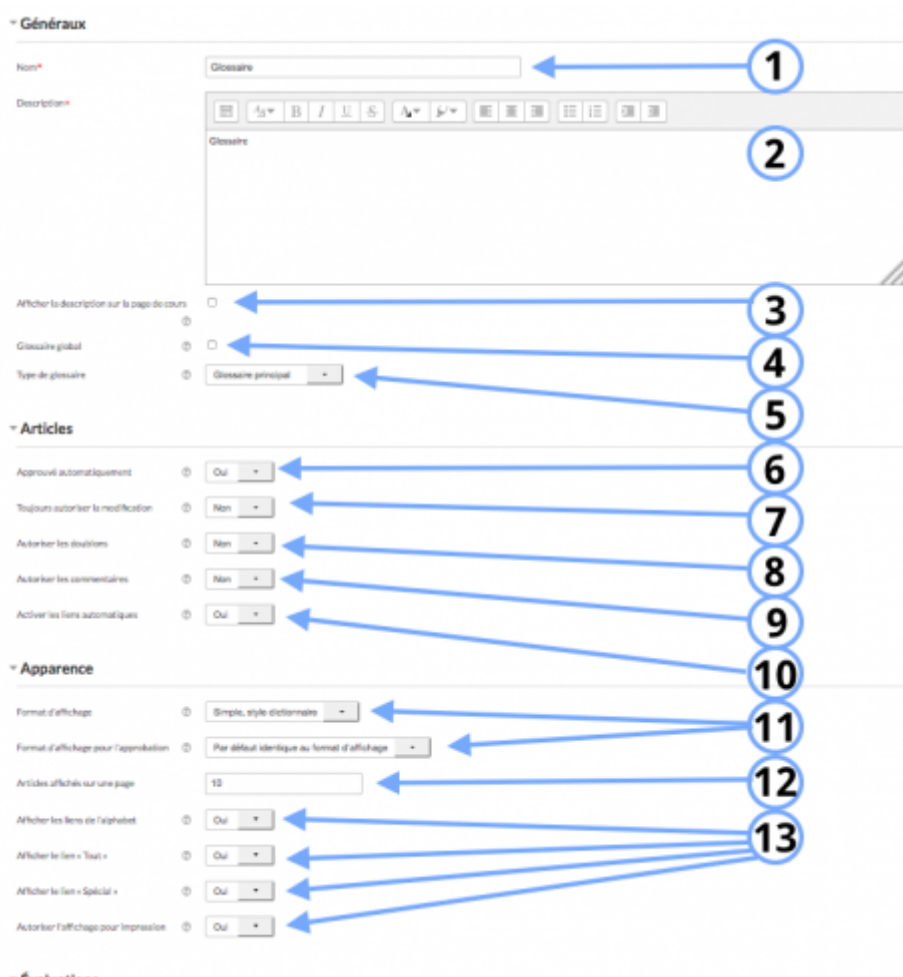 Généraux
Nom*
Glossaire
1
Description*
B I U S
Glossaire
2
Afficher la description sur la page de cours
3
Glossaire global
4
Type de glossaire
Glossaire principal
5
Articles
Approuvé automatiquement
Oui
6
Toujours autoriser la modification
Non
7
Autoriser les doublons
Non
8
Autoriser les commentaires
Non
9
Activer les liens automatiques
Oui
10
Apparence
Format d'affichage
Simple, style dictionnaire
11
Format d'affichage pour l'approbation
Par défaut identique au format d'affichage
Articles affichés sur une page
10
12
Afficher les liens de l'alphabet
Oui
13
Afficher le lien « Tout »
Oui
Afficher le lien « Spécial »
Oui
Autoriser l'affichage pour impression
Oui